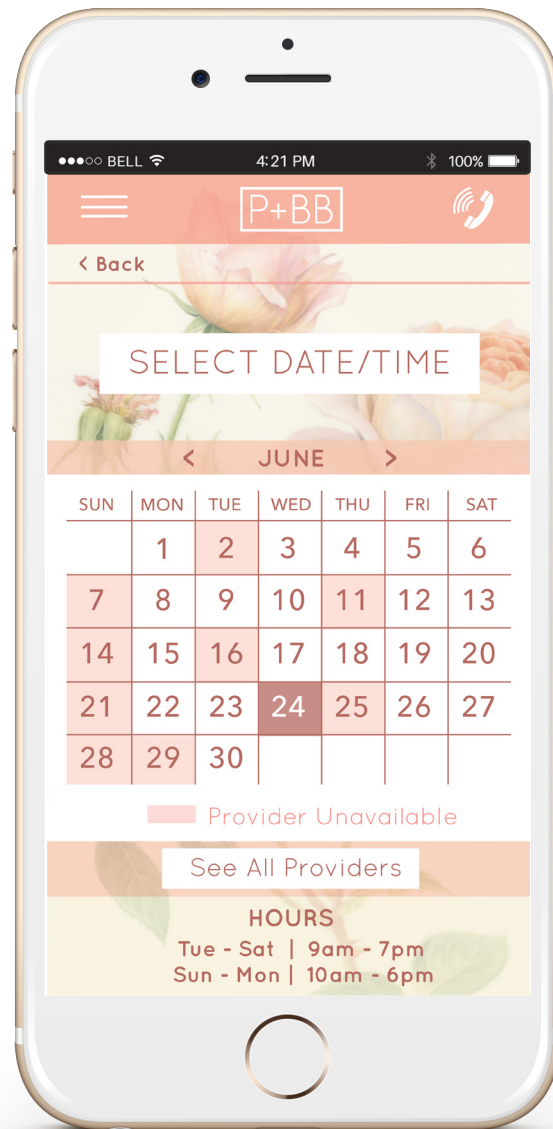 ●●●○○ BELL 4:21 PM 100%
P+BB
< Back
SELECT DATE/TIME
< JUNE >
SUN MON TUE WED THU FRI SAT
1 2 3 4 5 6
7 8 9 10 11 12 13
14 15 16 17 18 19 20
21 22 23 24 25 26 27
28 29 30
Provider Unavailable
See All Providers
HOURS
Tue - Sat | 9am - 7pm
Sun - Mon | 10am - 6pm